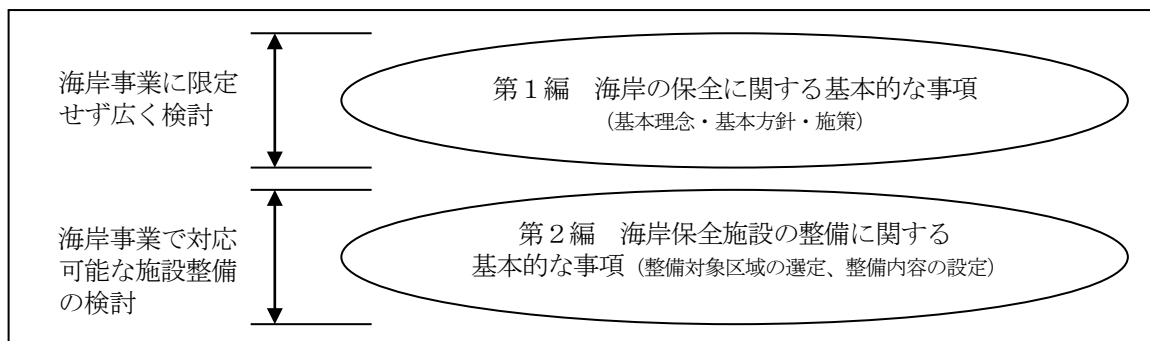 海岸事業に限定
せず広く検討
第1編 海岸の保全に関する基本的な事項
(基本理念・基本方針・施策)
海岸事業で対応
可能な施設整備
の検討
第2編 海岸保全施設の整備に関する
基本的な事項(整備対象区域の選定、整備内容の設定)